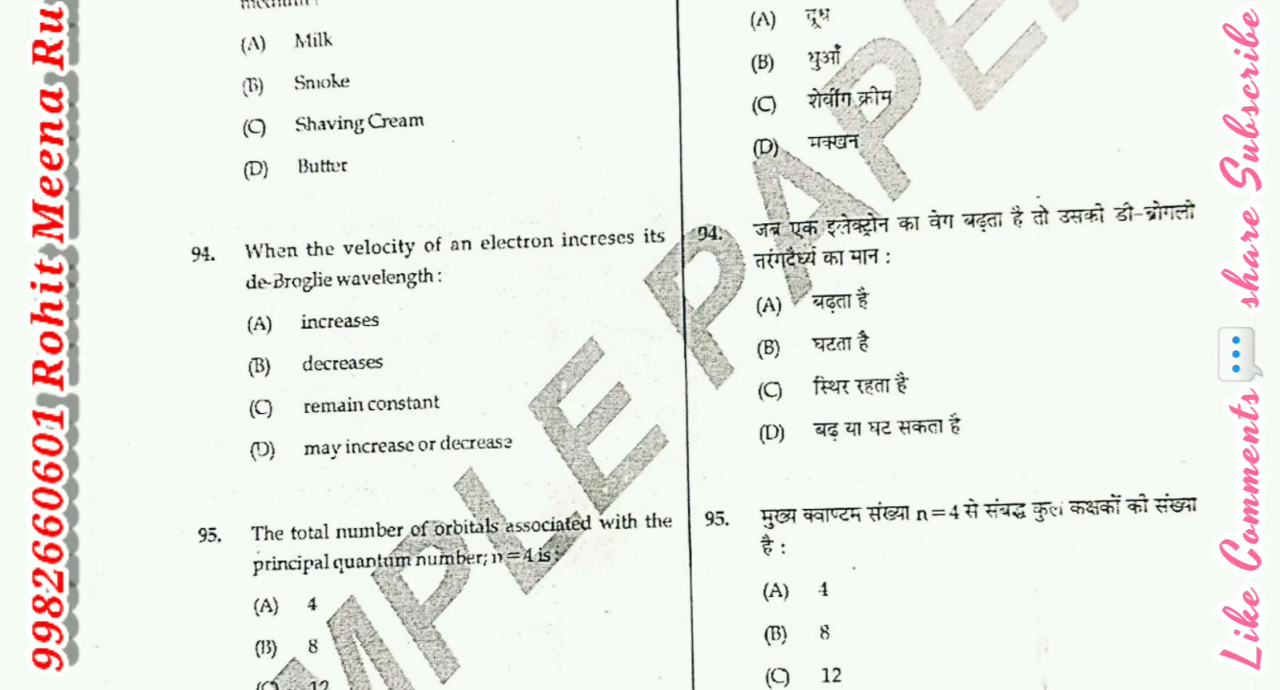 (A) Milk
(B) Smoke
(C) Shaving Cream
(D) Butter
94. When the velocity of an electron increses its
de-Broglie wavelength :
(A) increases
(B) decreases
(C) remain constant
(D) may increase or decrease
95. The total number of orbitals associated with the
principal quantum number; n=4 is :
(A) 4
(B) 8
(C) 12
(A) दूध
(B) धुआँ
(C) शेवींग क्रीम
(D) मक्खन
94. जब एक इलेक्ट्रोन का वेग बढ़ता है तो उसकी डी-ब्रोगली
तरंगदैर्ध्य का मान :
(A) बढ़ता है
(B) घटता है
(C) स्थिर रहता है
(D) बढ़ या घट सकता है
95. मुख्य क्वाण्टम संख्या n=4 से संबद्ध कुल कक्षकों की संख्या
है :
(A) 4
(B) 8
(C) 12
MPLE PAPE
9982660601 Rohit Meena Ru
Like Comments 💬 share Subscribe